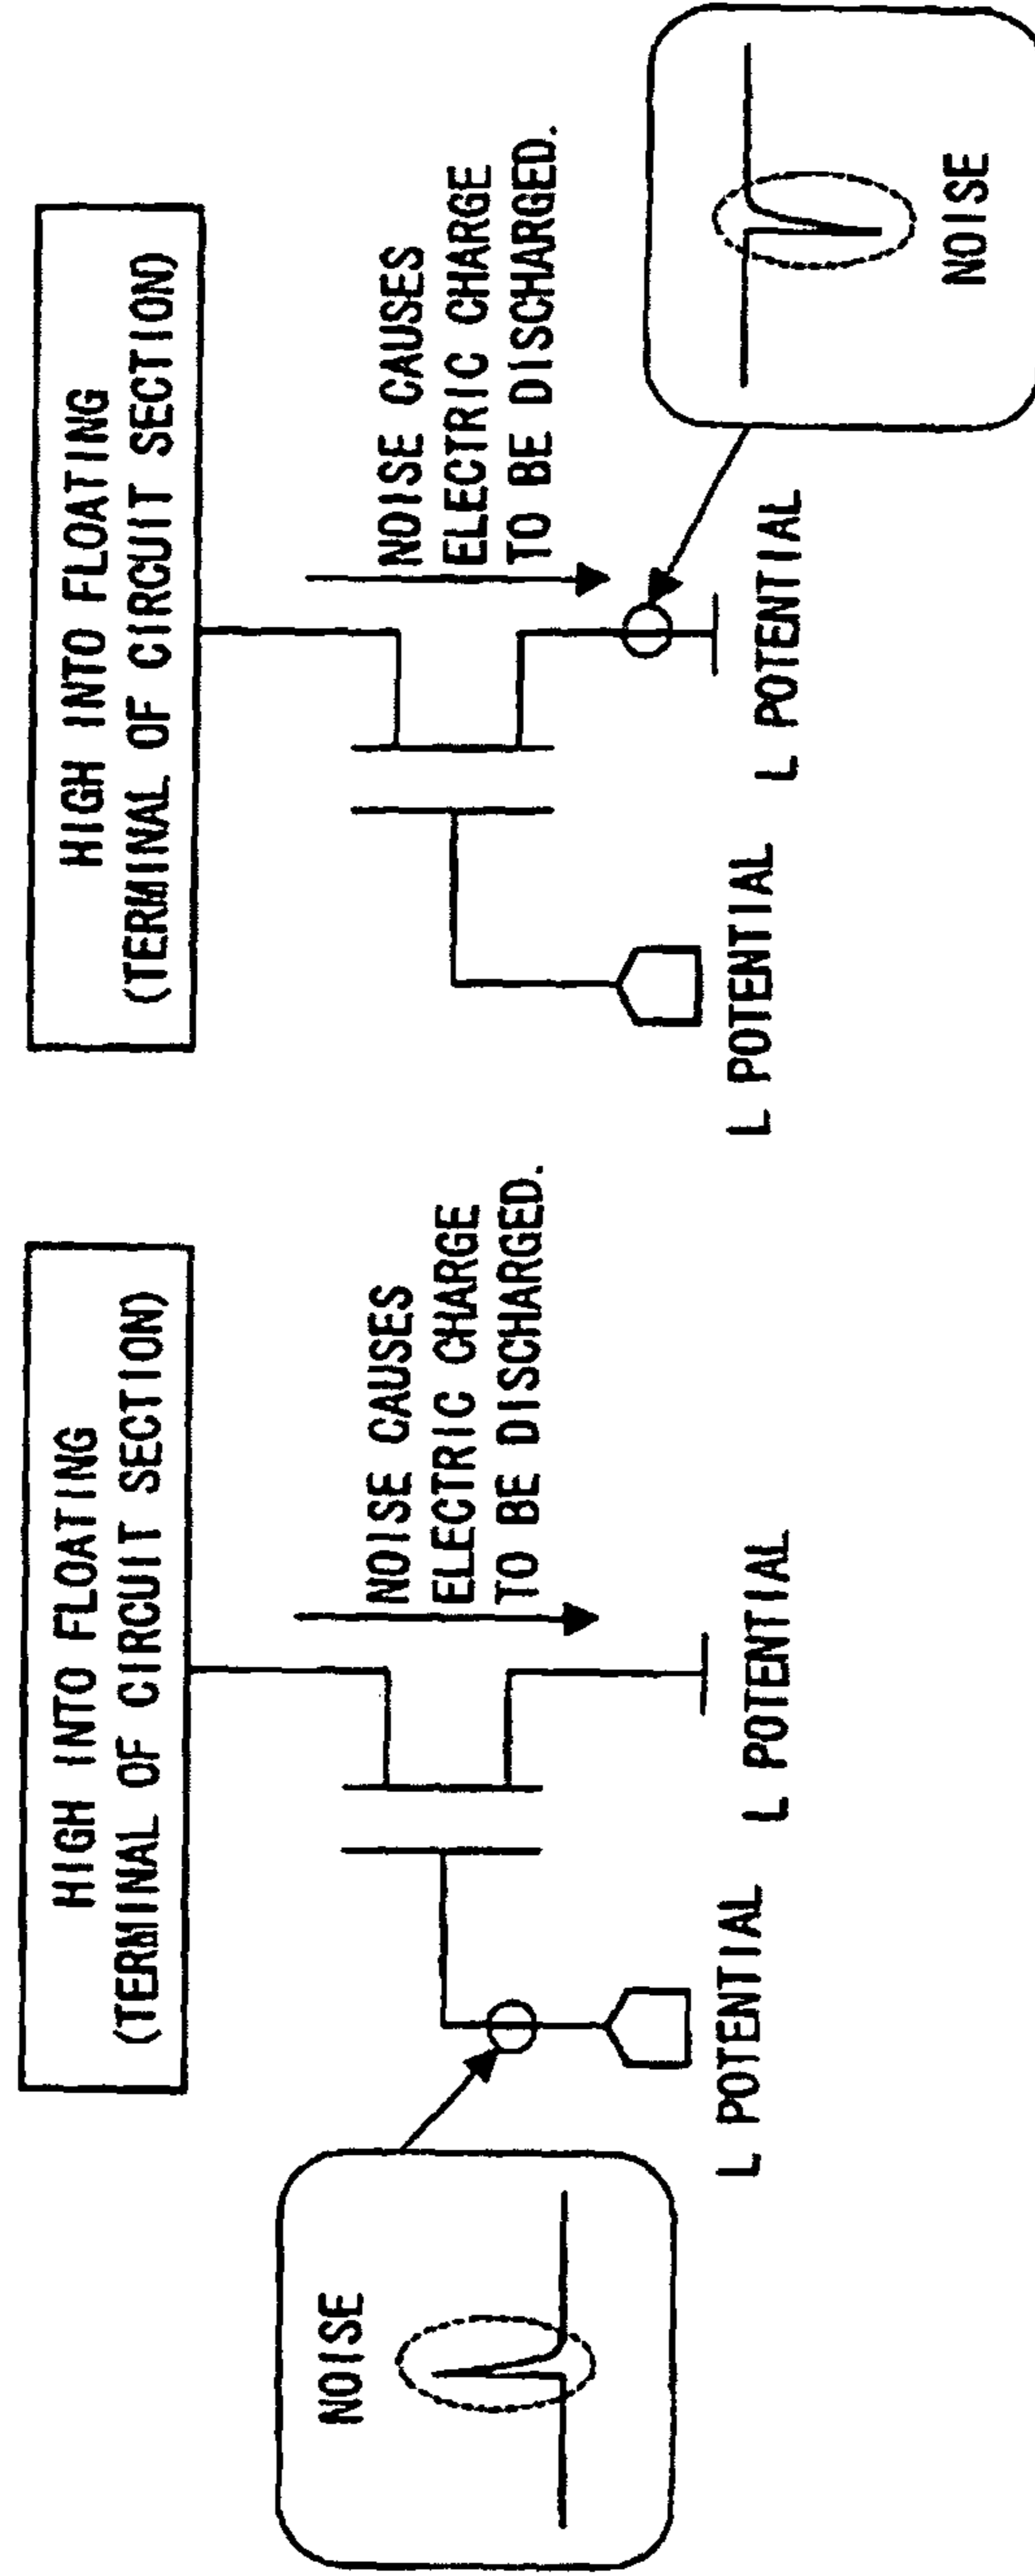 HIGH INTO FLOATING
(TERMINAL OF CIRCUIT SECTION)
NOISE CAUSES
ELECTRIC CHARGE
TO BE DISCHARGED.
NOISE
L POTENTIAL
L POTENTIAL
HIGH INTO FLOATING
(TERMINAL OF CIRCUIT SECTION)
NOISE CAUSES
ELECTRIC CHARGE
TO BE DISCHARGED.
L POTENTIAL
L POTENTIAL
NOISE